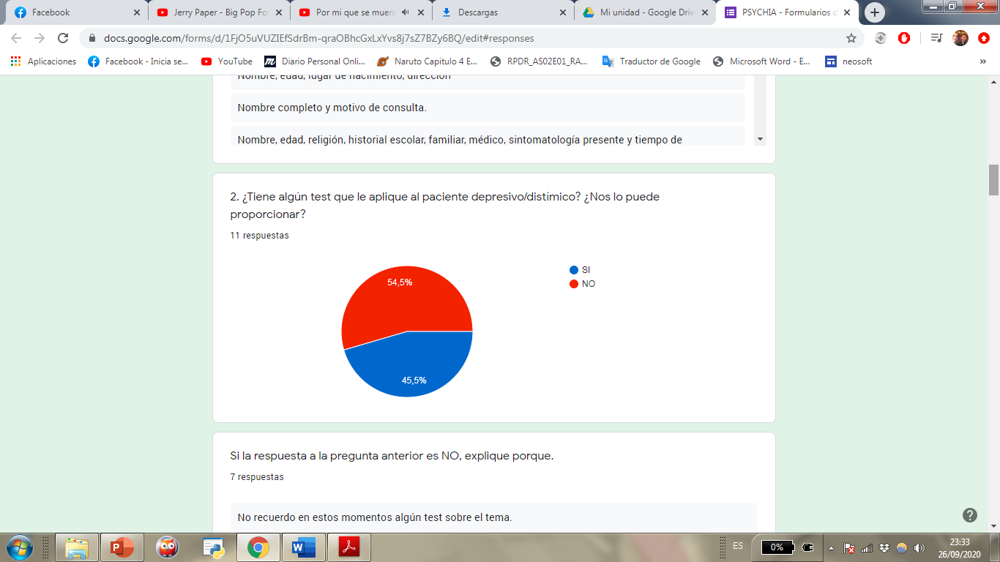 Facebook
Jerry Paper - Big Pop Fo
Por mi que se muera
Descargas
Mi unidad - Google Driv
PSYCHIA - Formularios d
docs.google.com/forms/d/1FjO5uVUZIEfSdrBm-qraOBhcGxLxYvs8j7sZ7BZy6BQ/edit#responses
Aplicaciones
Facebook - Inicia se...
YouTube
Diario Personal Onli...
Naruto Capitulo 4 E...
RPDR_AS02E01_RA...
Traductor de Google
Microsoft Word - E...
neosoft
»
Nombre, edad, lugar de nacimiento, dirección
Nombre completo y motivo de consulta.
Nombre, edad, religión, historial escolar, familiar, médico, sintomatología presente y tiempo de
2. ¿Tiene algún test que le aplique al paciente depresivo/distímico? ¿Nos lo puede
proporcionar?
11 respuestas
54,5%
45,5%
SI
NO
Si la respuesta a la pregunta anterior es NO, explique porque.
7 respuestas
No recuerdo en estos momentos algún test sobre el tema.
ES
0%
23:33
26/09/2020